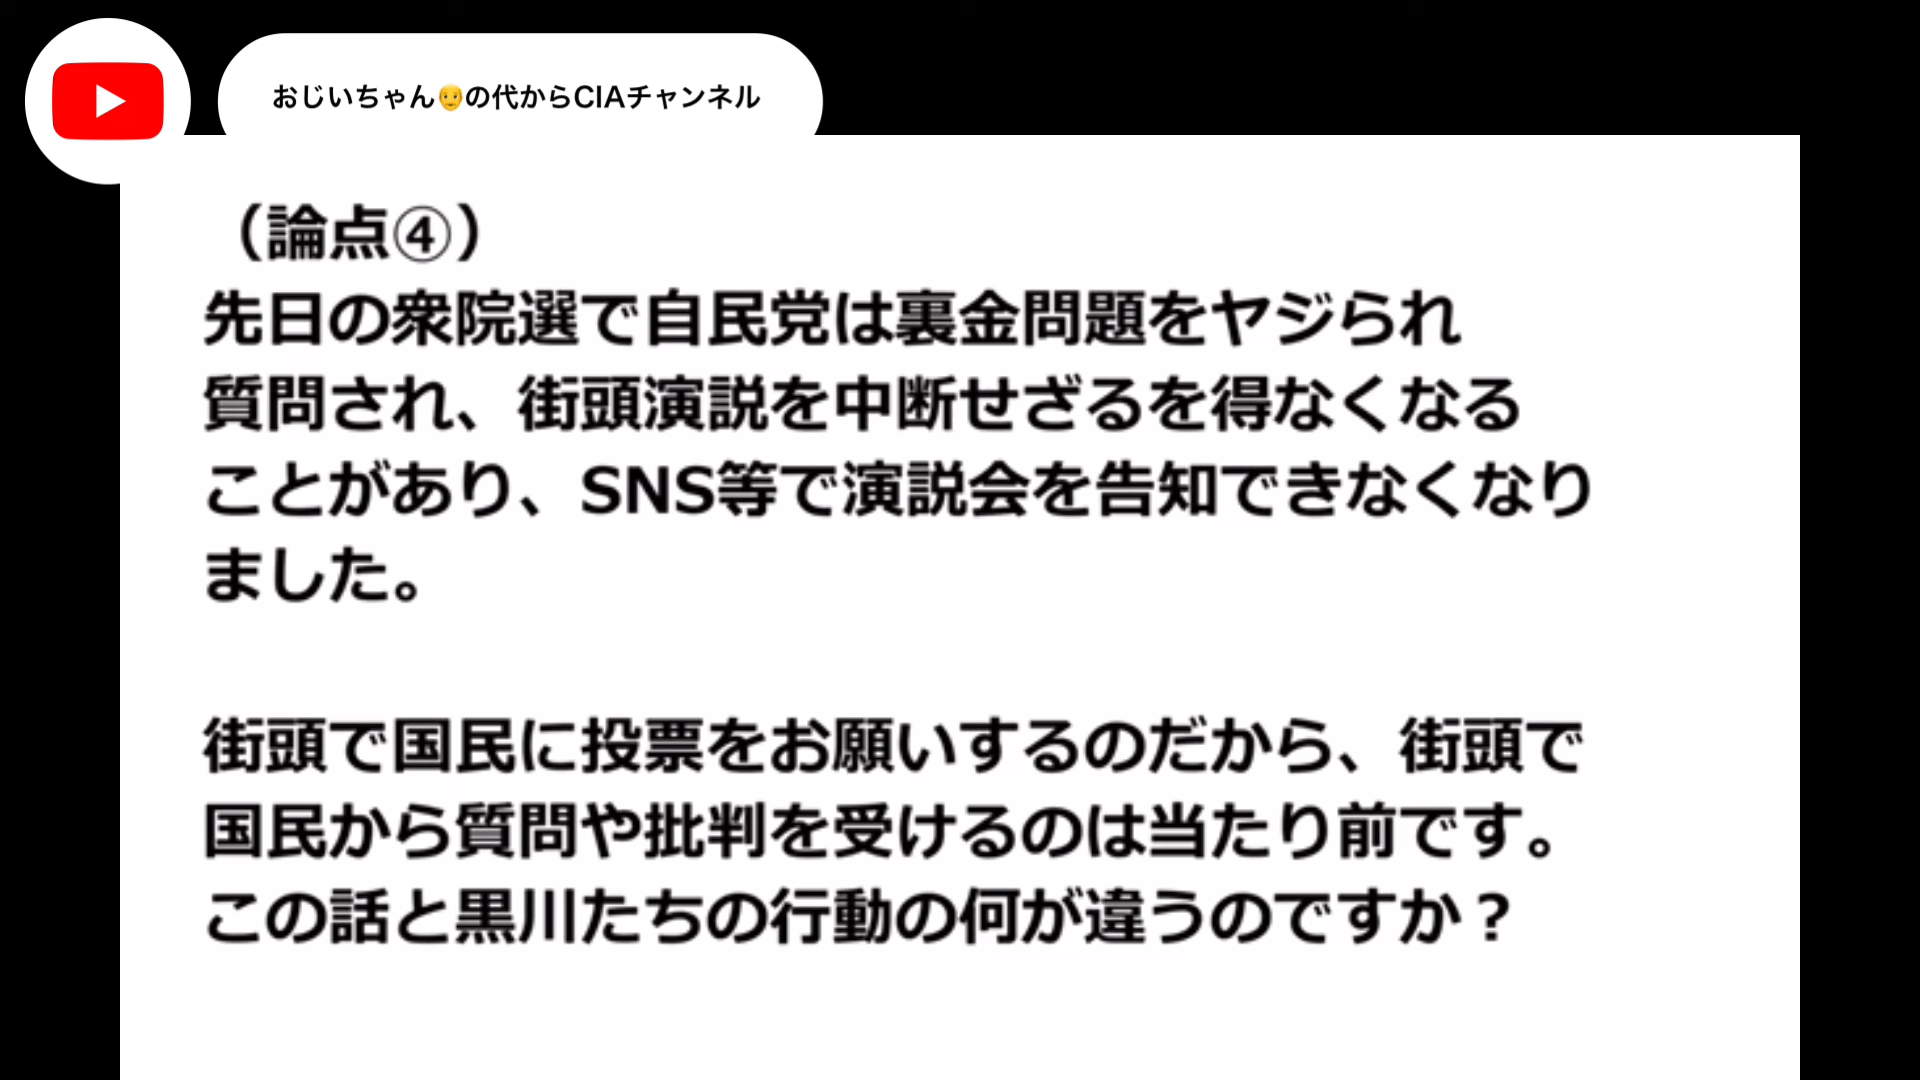 おじいちゃん👴の代からCIAチャンネル
（論点④）
先日の衆院選で自民党は裏金問題をヤジられ
質問され、街頭演説を中断せざるを得なくなる
ことがあり、SNS等で演説会を告知できなくなり
ました。
街頭で国民に投票をお願いするのだから、街頭で
国民から質問や批判を受けるのは当たり前です。
この話と黒川たちの行動の何が違うのですか？